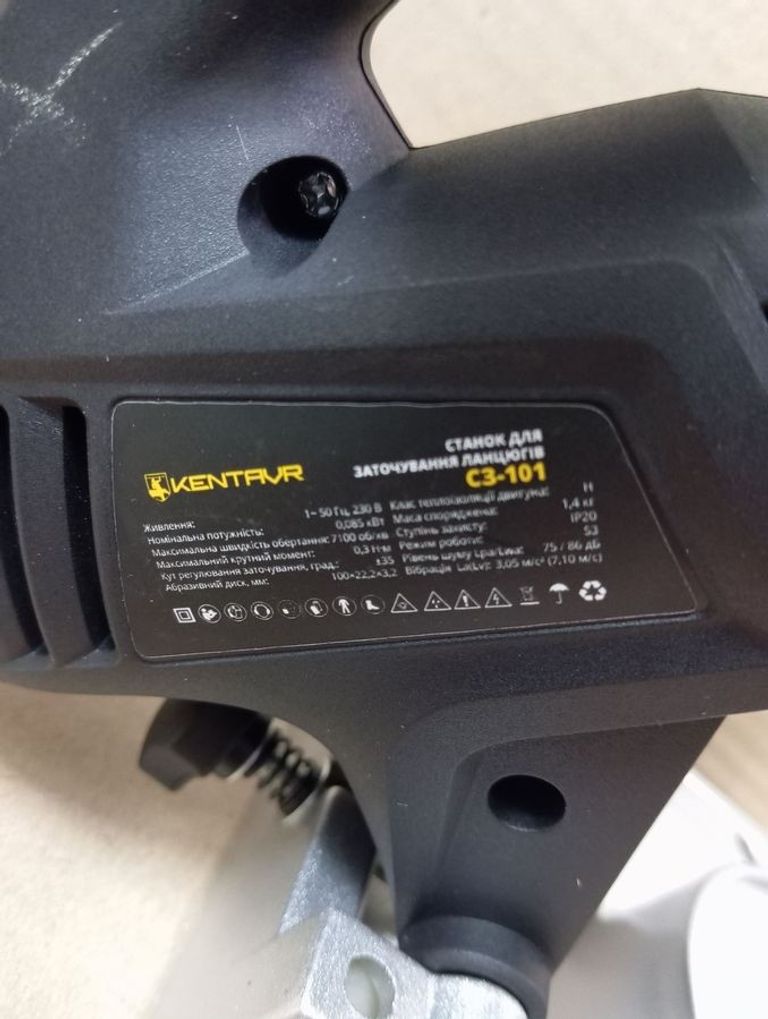 KENTAVR
СТАНОК ДЛЯ
ЗАТОЧУВАННЯ ЛАНЦЮГІВ
СЗ-101
Живлення: 1~ 50 Гц, 230 В
Номінальна потужність: 0,085 кВт
Максимальна швидкість обертання: 7100 об/хв
Максимальний крутний момент: 0,3 Н·м
Кут регулювання заточування, град.: ±35
Абразивний диск, мм: 100×22,2×3,2
Клас теплоізоляції двигуна: H
Маса спорядження: 1,4 кг
Ступінь захисту: IP20
Режим роботи: S3
Рівень шуму Lpa/Lwa: 75 / 86 дБ
Вібрація La(Lv): 3,05 м/с² (7,10 м/с)